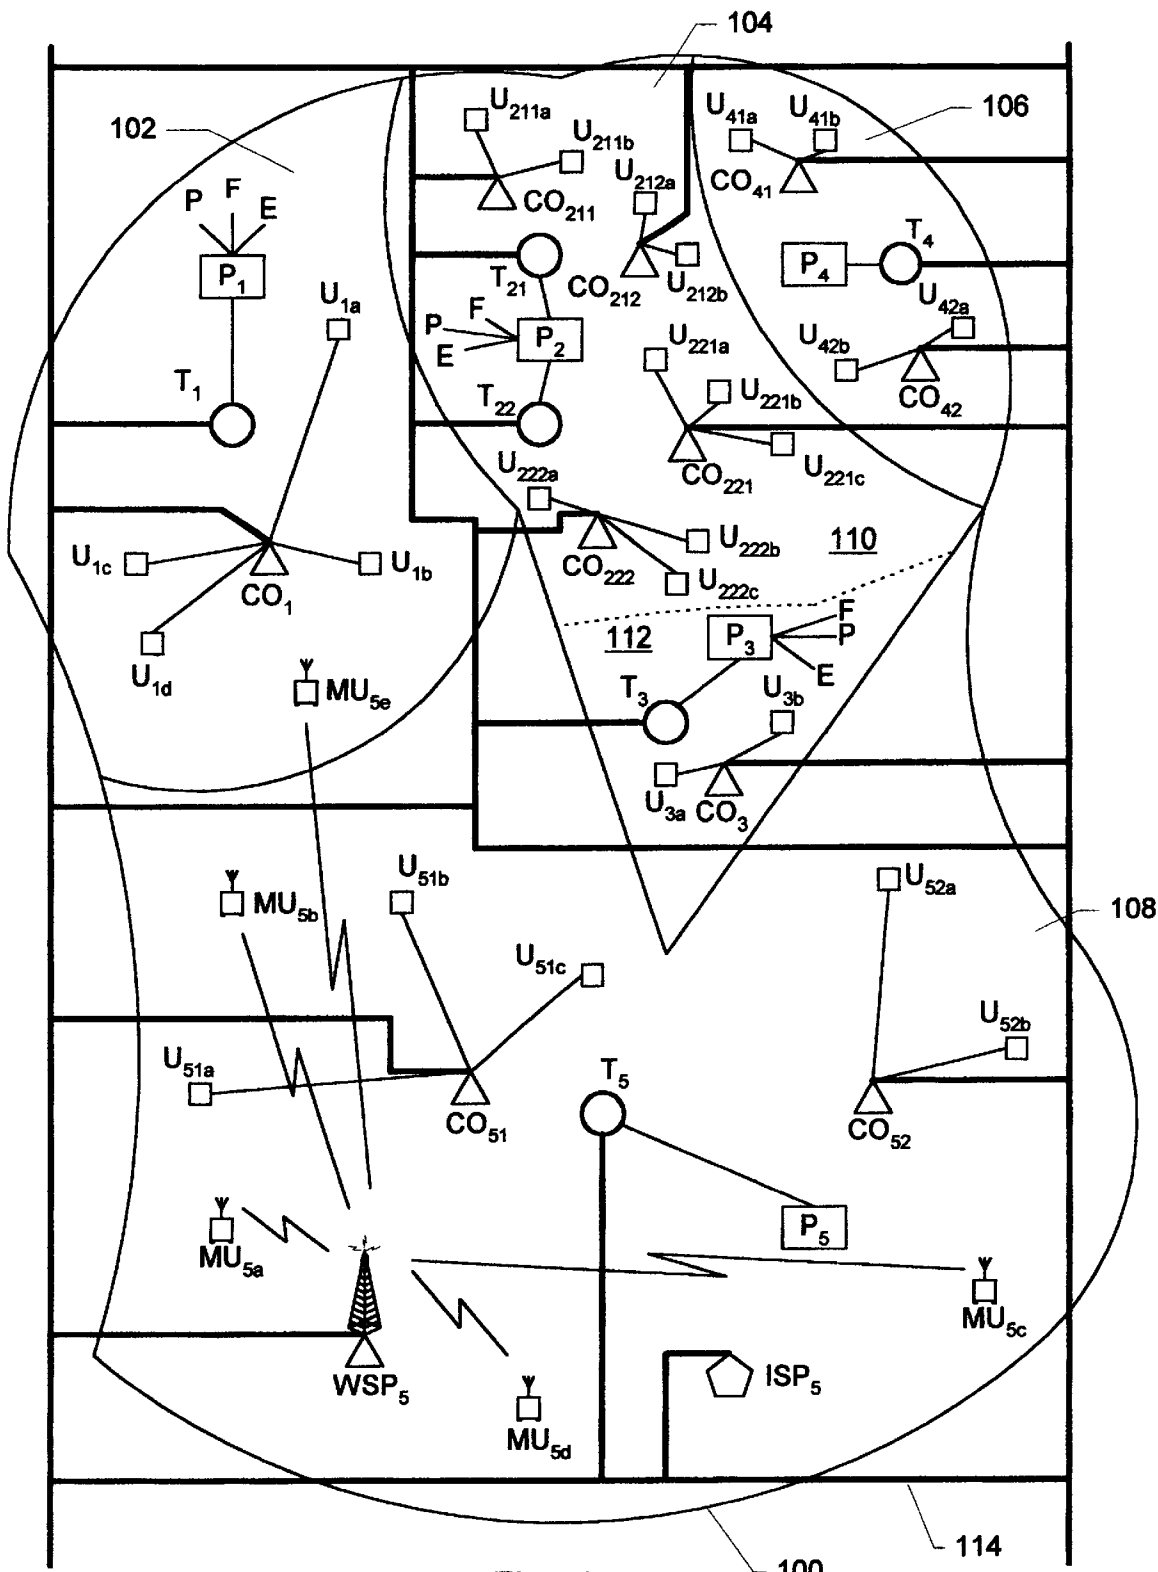 104
102
106
U211a
U211b
U212a
U41a
U41b
CO41
CO211
P
F
E
P1
T21
CO212
U212b
P4
T4
U1a
F
P
E
P2
U221a
U42a
U42b
T1
T22
U221b
CO42
U222a
CO221
U221c
U1c
U1b
CO1
CO222
U222b
110
U222c
U1d
112
P3
F
P
E
MU5e
T3
U3b
U3a
CO3
U51b
U52a
MU5b
108
U51c
U52b
U51a
T5
CO51
CO52
MU5a
P5
MU5c
WSP5
ISP5
MU5d
114
100